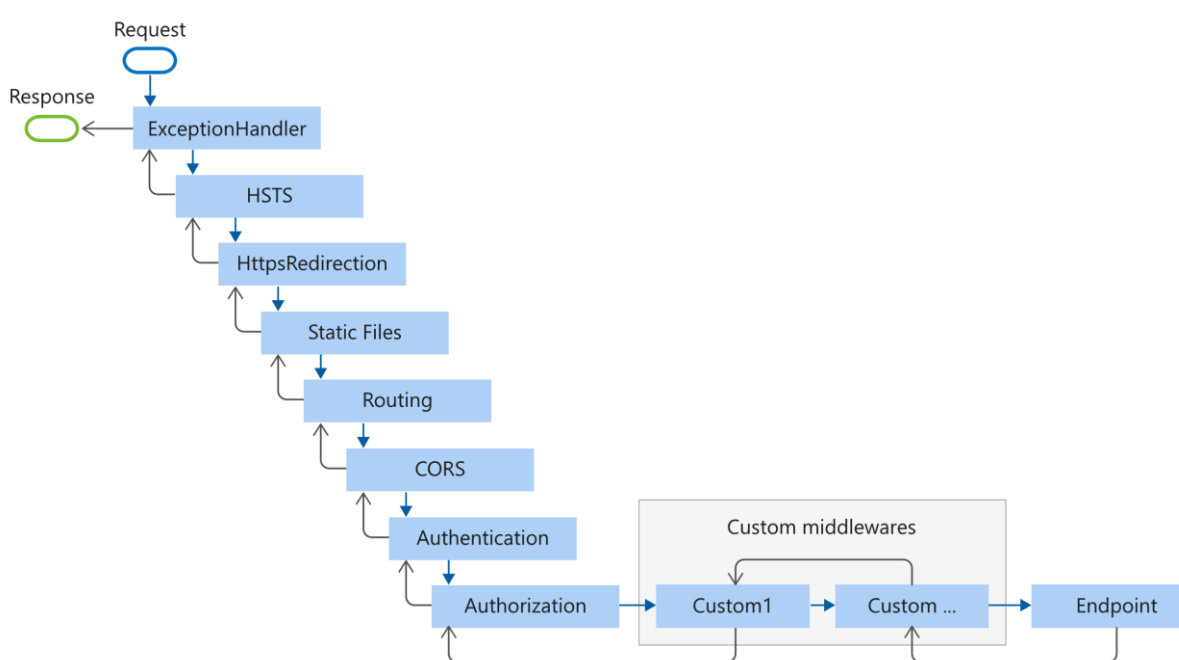 Request
Response
ExceptionHandler
HSTS
HttpsRedirection
Static Files
Routing
CORS
Authentication
Custom middlewares
Authorization
Custom1
Custom ...
Endpoint